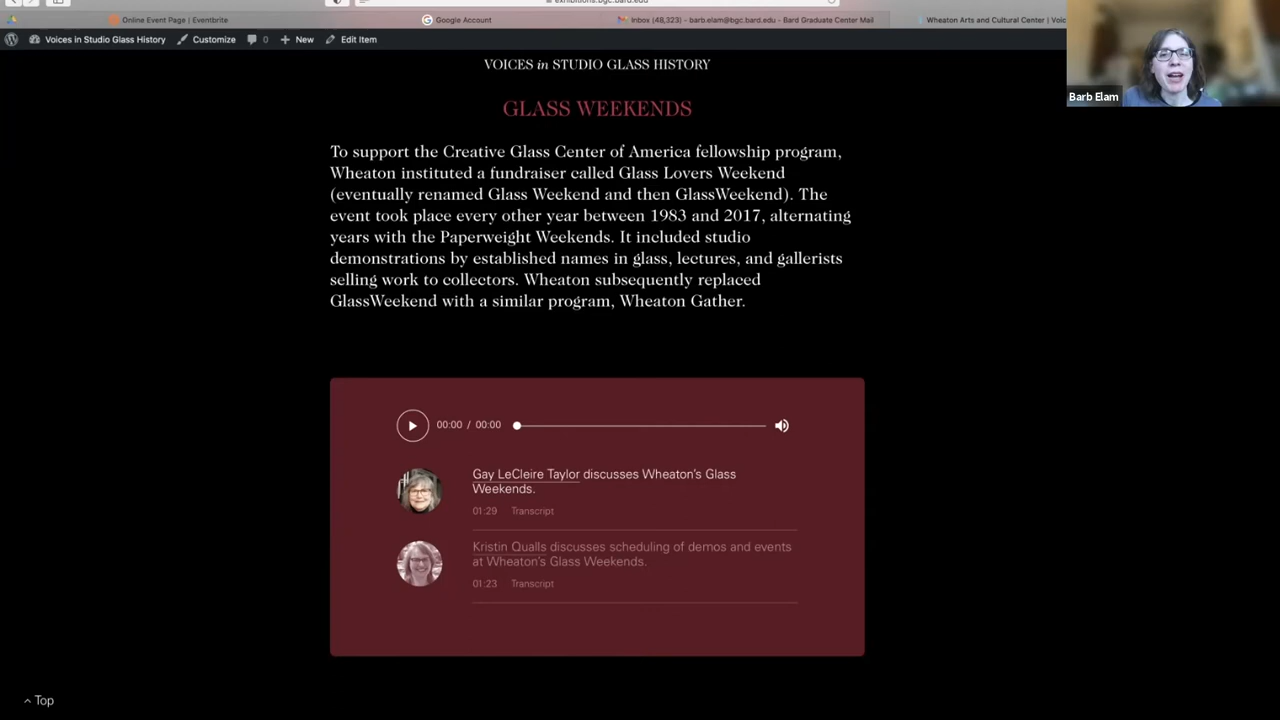 exhibitions.bgc.bard.edu
Online Event Page | Eventbrite
Google Account
Inbox (48,323) – barb.elam@bgc.bard.edu - Bard Graduate Center Mail
Wheaton Arts and Cultural Center | Voic
Voices in Studio Glass History
Customize
0
New
Edit Item
Barb Elam
VOICES in STUDIO GLASS HISTORY
GLASS WEEKENDS
To support the Creative Glass Center of America fellowship program,
Wheaton instituted a fundraiser called Glass Lovers Weekend
(eventually renamed Glass Weekend and then GlassWeekend). The
event took place every other year between 1983 and 2017, alternating
years with the Paperweight Weekends. It included studio
demonstrations by established names in glass, lectures, and gallerists
selling work to collectors. Wheaton subsequently replaced
GlassWeekend with a similar program, Wheaton Gather.
00:00 / 00:00
Gay LeCleire Taylor discusses Wheaton's Glass
Weekends.
01:29 Transcript
Kristin Qualls discusses scheduling of demos and events
at Wheaton's Glass Weekends.
01:23 Transcript
Top